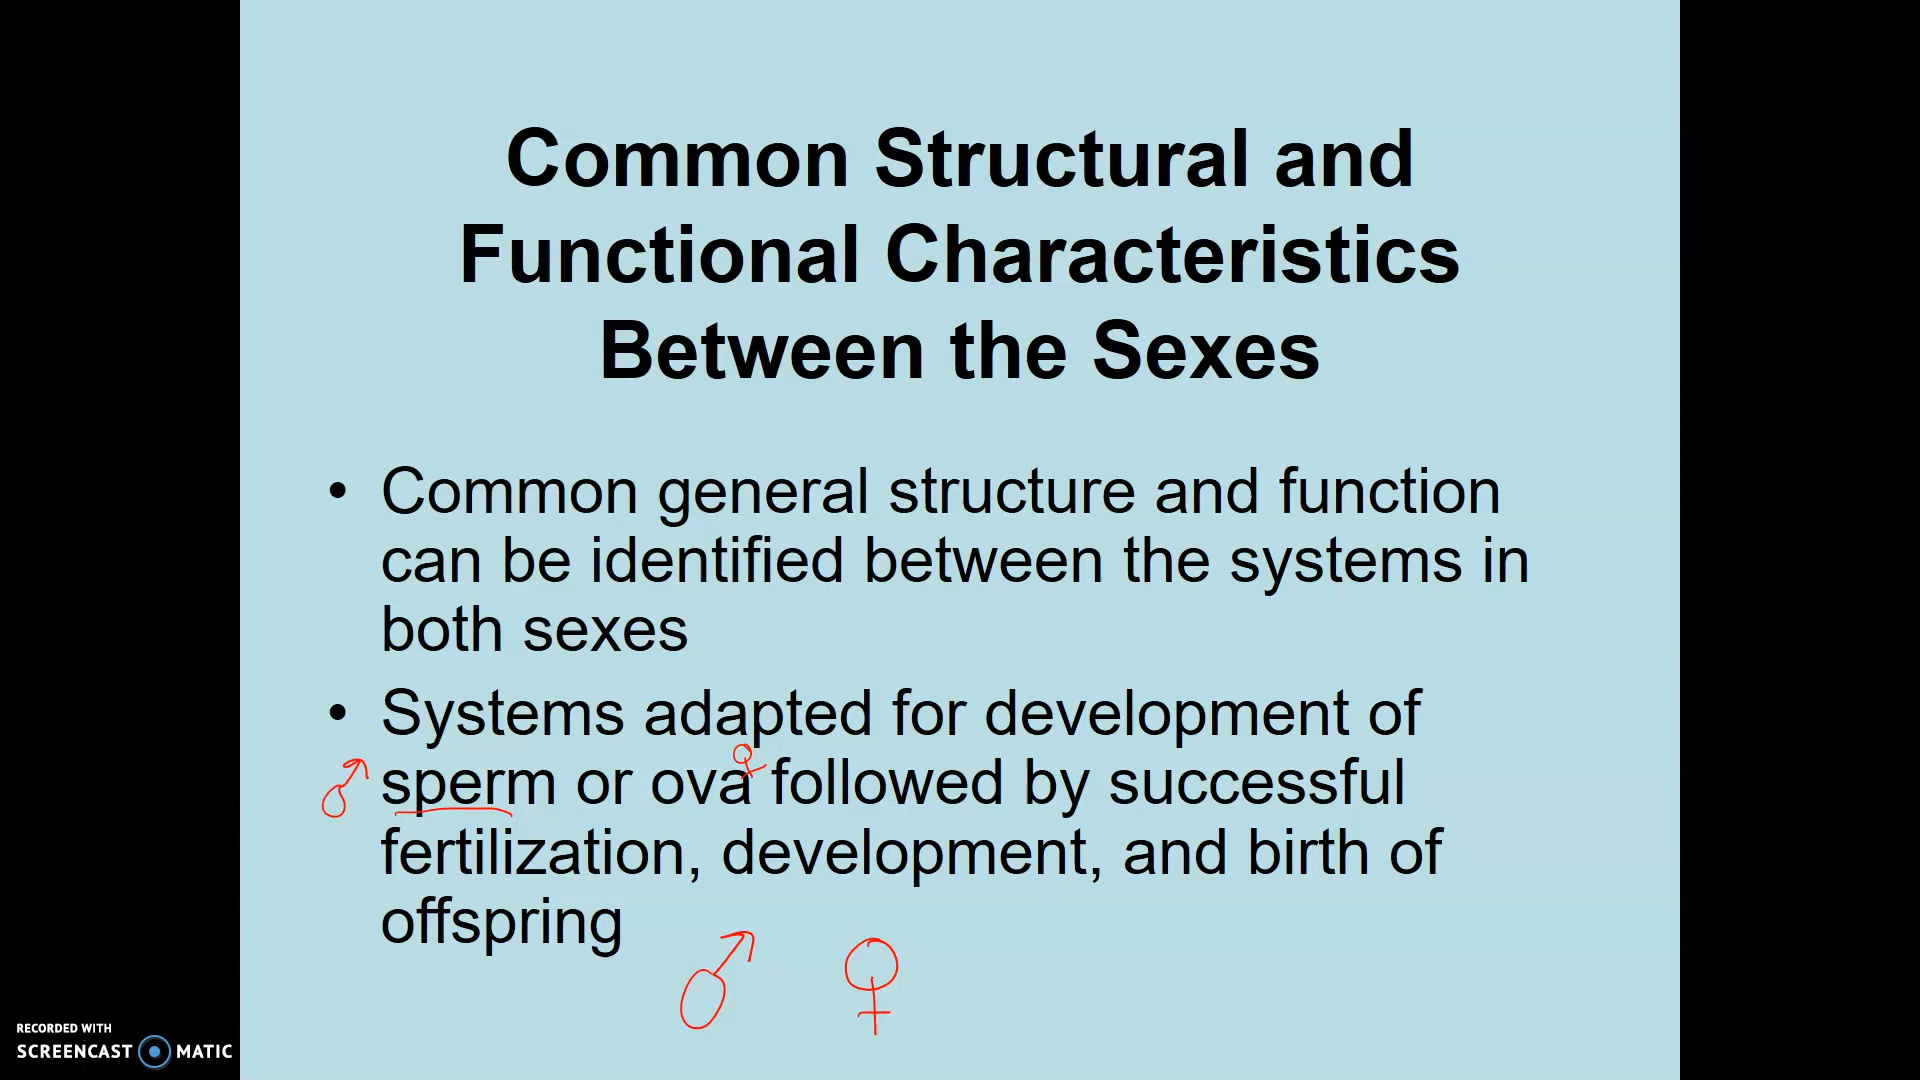 Common Structural and
Functional Characteristics
Between the Sexes
• Common general structure and function
can be identified between the systems in
both sexes
• Systems adapted for development of
♂ sperm or ova ♀ followed by successful
fertilization, development, and birth of
offspring
♂ ♀
RECORDED WITH
SCREENCAST MATIC